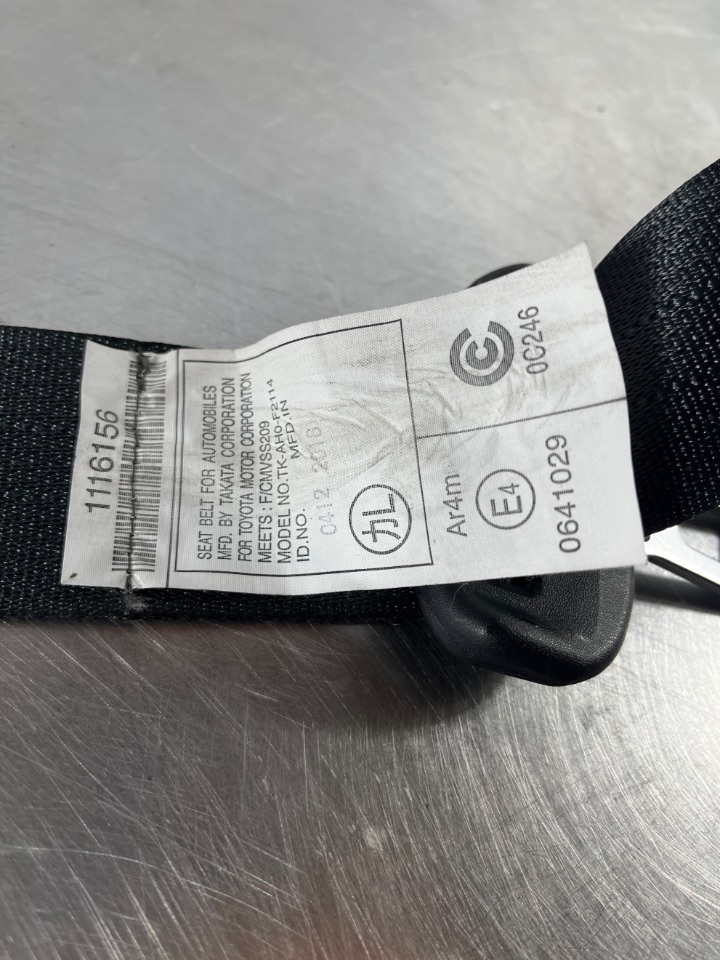 1116156
SEAT BELT FOR AUTOMOBILES
MFD. BY TAKATA CORPORATION
FOR TOYOTA MOTOR CORPORATION
MEETS : F/CMVSS209
MODEL NO.TK-AH0-F2114
ID.NO. MFD.IN
0412
カL
C
0C246
Ar4m
E4
0641029